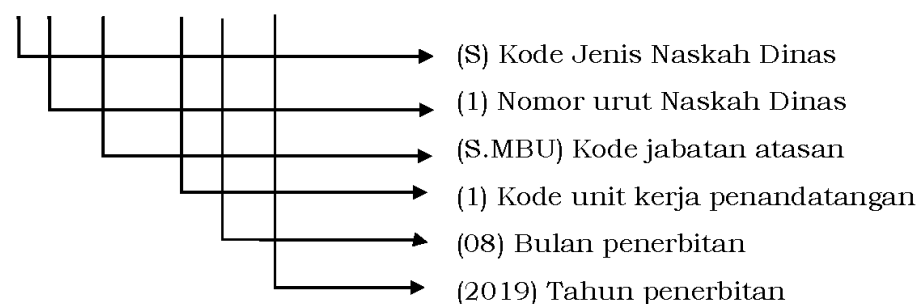 (S) Kode Jenis Naskah Dinas
(1) Nomor urut Naskah Dinas
(S.MBU) Kode jabatan atasan
(1) Kode unit kerja penandatangan
(08) Bulan penerbitan
(2019) Tahun penerbitan